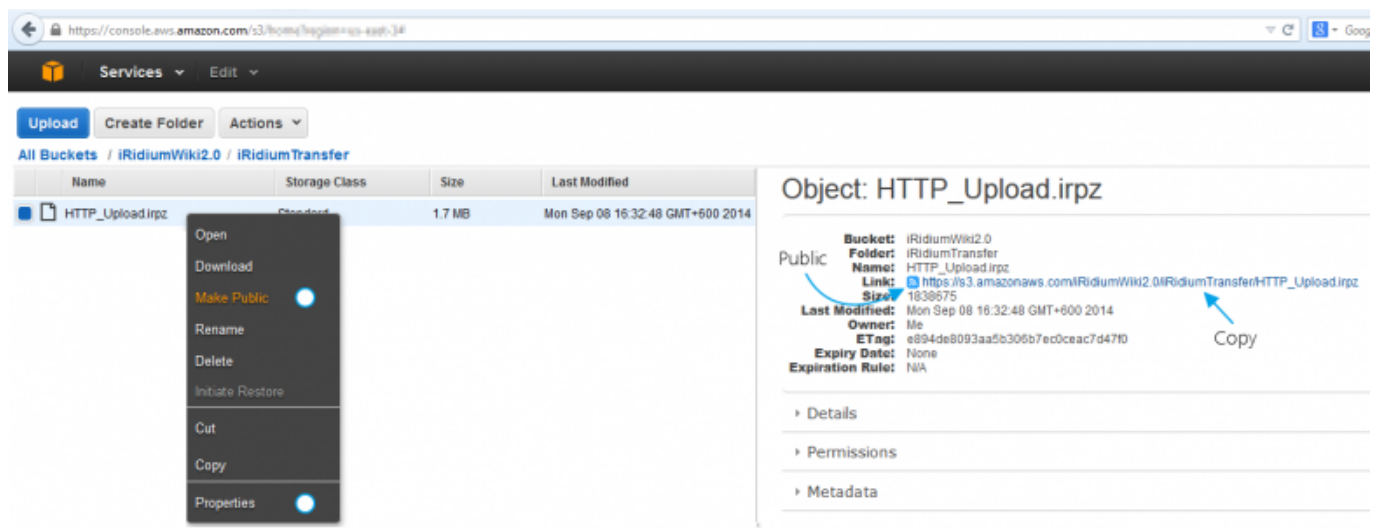 https://console.aws.amazon.com/s3/
Services Edit
Upload Create Folder Actions
All Buckets / iRidiumWiki2.0 / iRidiumTransfer
Name Storage Class Size Last Modified
HTTP_Upload.irpz Standard 1.7 MB Mon Sep 08 16:32:48 GMT+600 2014
Open
Download
Make Public
Rename
Delete
Initiate Restore
Cut
Copy
Properties
Object: HTTP_Upload.irpz
Bucket: iRidiumWiki2.0
Folder: iRidiumTransfer
Name: HTTP_Upload.irpz
Link: https://s3.amazonaws.com/iRidiumWiki2.0/iRidiumTransfer/HTTP_Upload.irpz
Size: 1838675
Last Modified: Mon Sep 08 16:32:48 GMT+600 2014
Owner: Me
ETag: e894de8093aa5b306b7ec0ceac7d47f0
Expiry Date: None
Expiration Rule: N/A
Public
Copy
Details
Permissions
Metadata